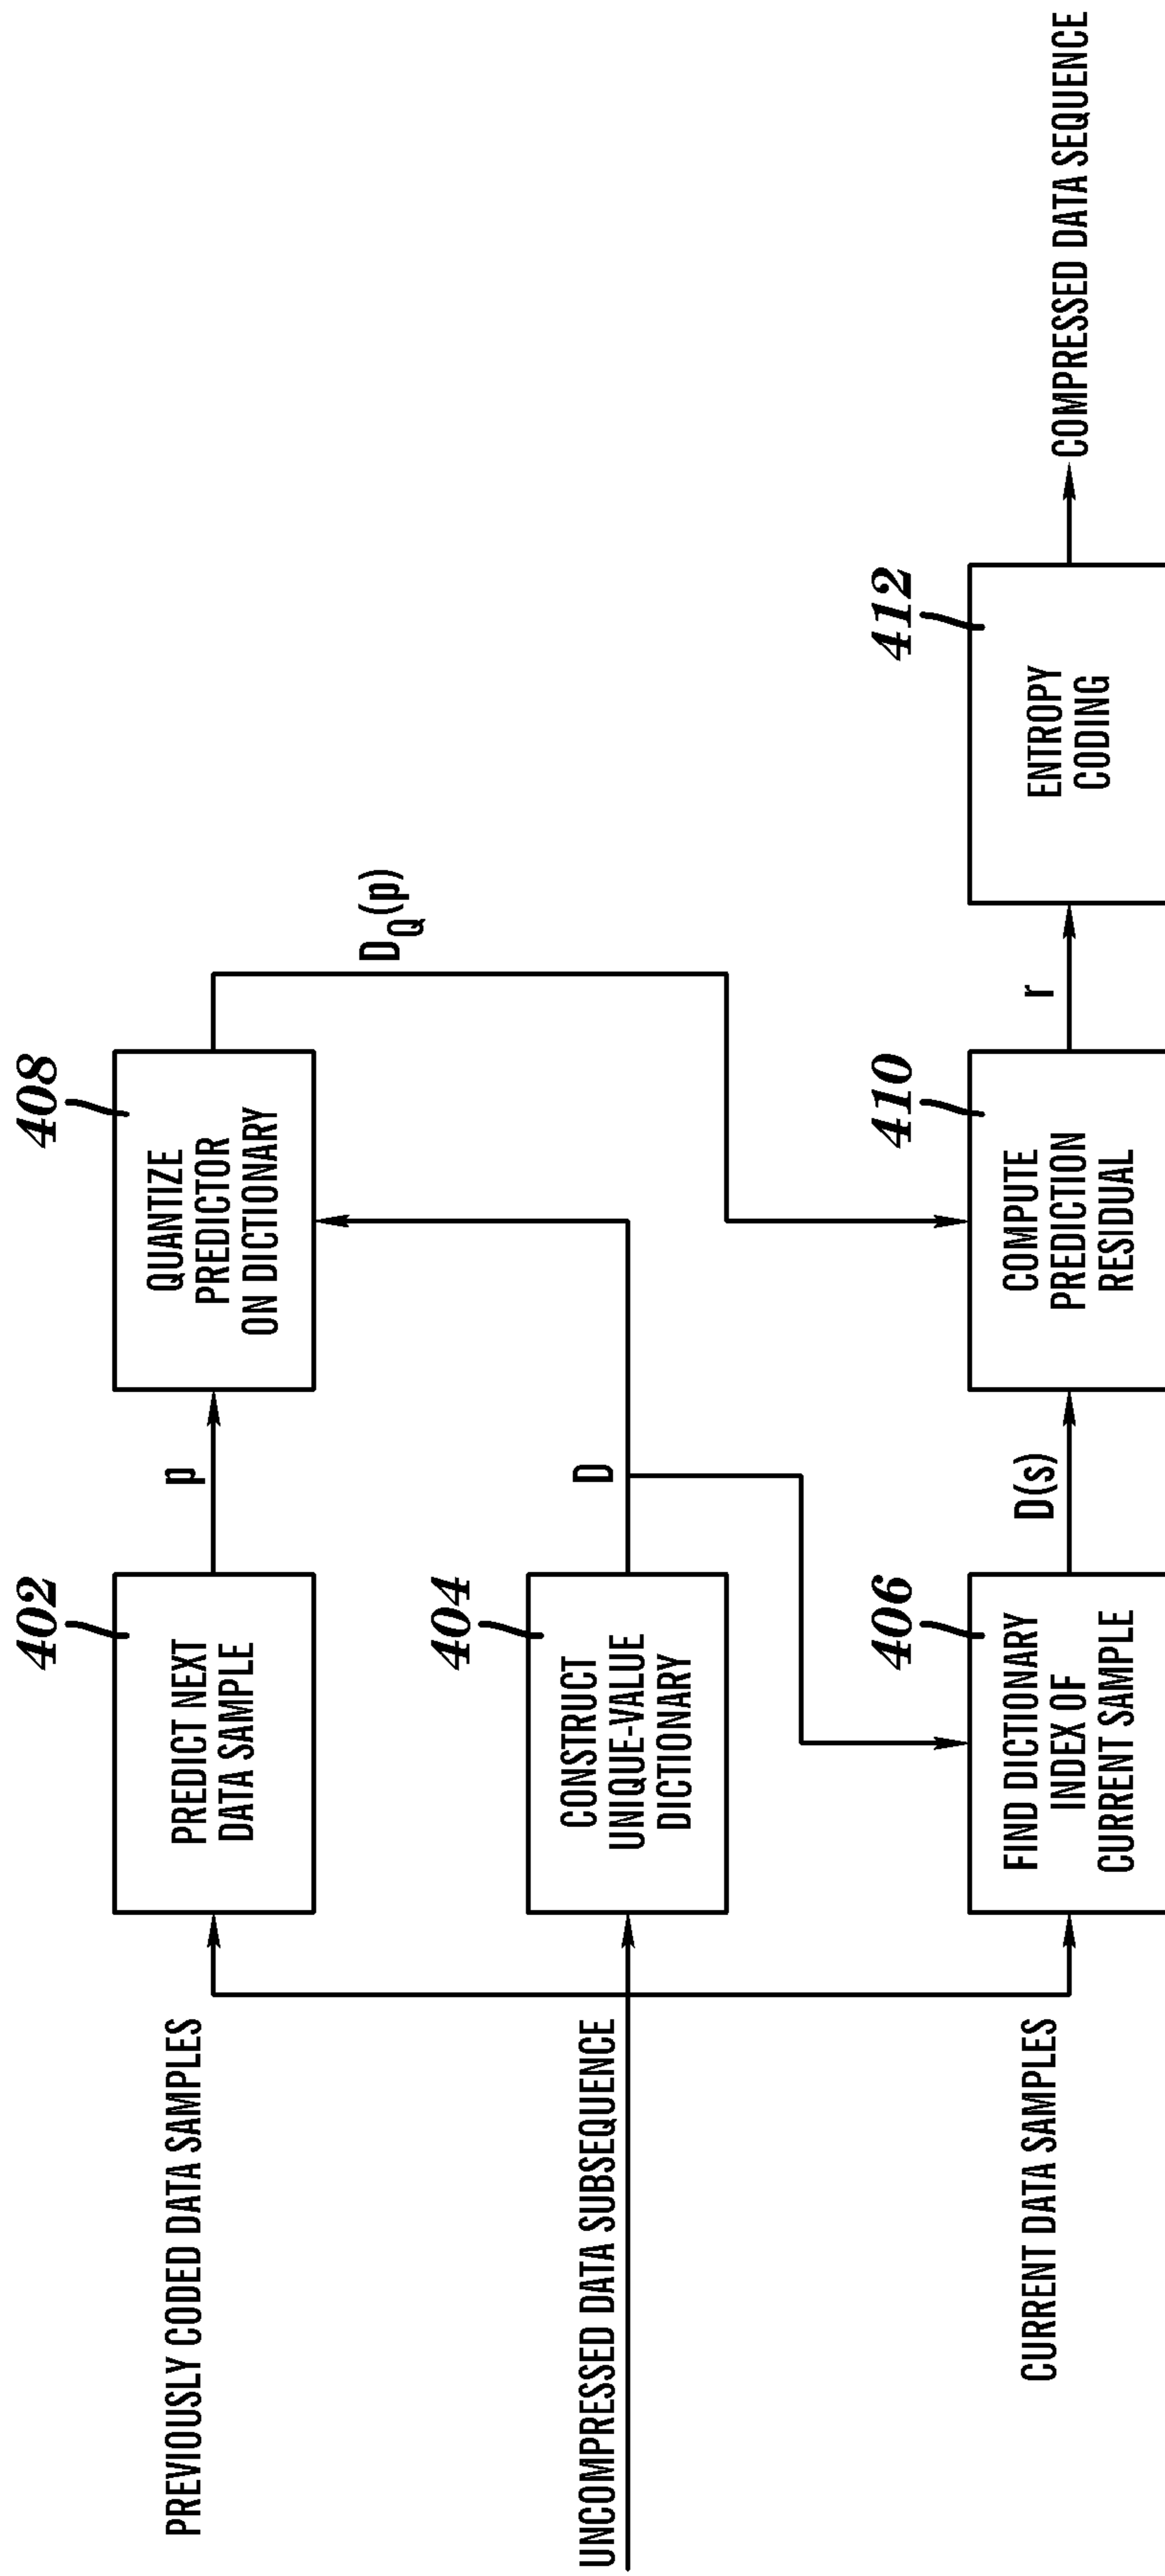 PREVIOUSLY CODED DATA SAMPLES
402
PREDICT NEXT
DATA SAMPLE
p
408
QUANTIZE
PREDICTOR
ON DICTIONARY
D_Q(p)
UNCOMPRESSED DATA SUBSEQUENCE
404
CONSTRUCT
UNIQUE-VALUE
DICTIONARY
D
CURRENT DATA SAMPLES
406
FIND DICTIONARY
INDEX OF
CURRENT SAMPLE
D(s)
410
COMPUTE
PREDICTION
RESIDUAL
r
412
ENTROPY
CODING
COMPRESSED DATA SEQUENCE